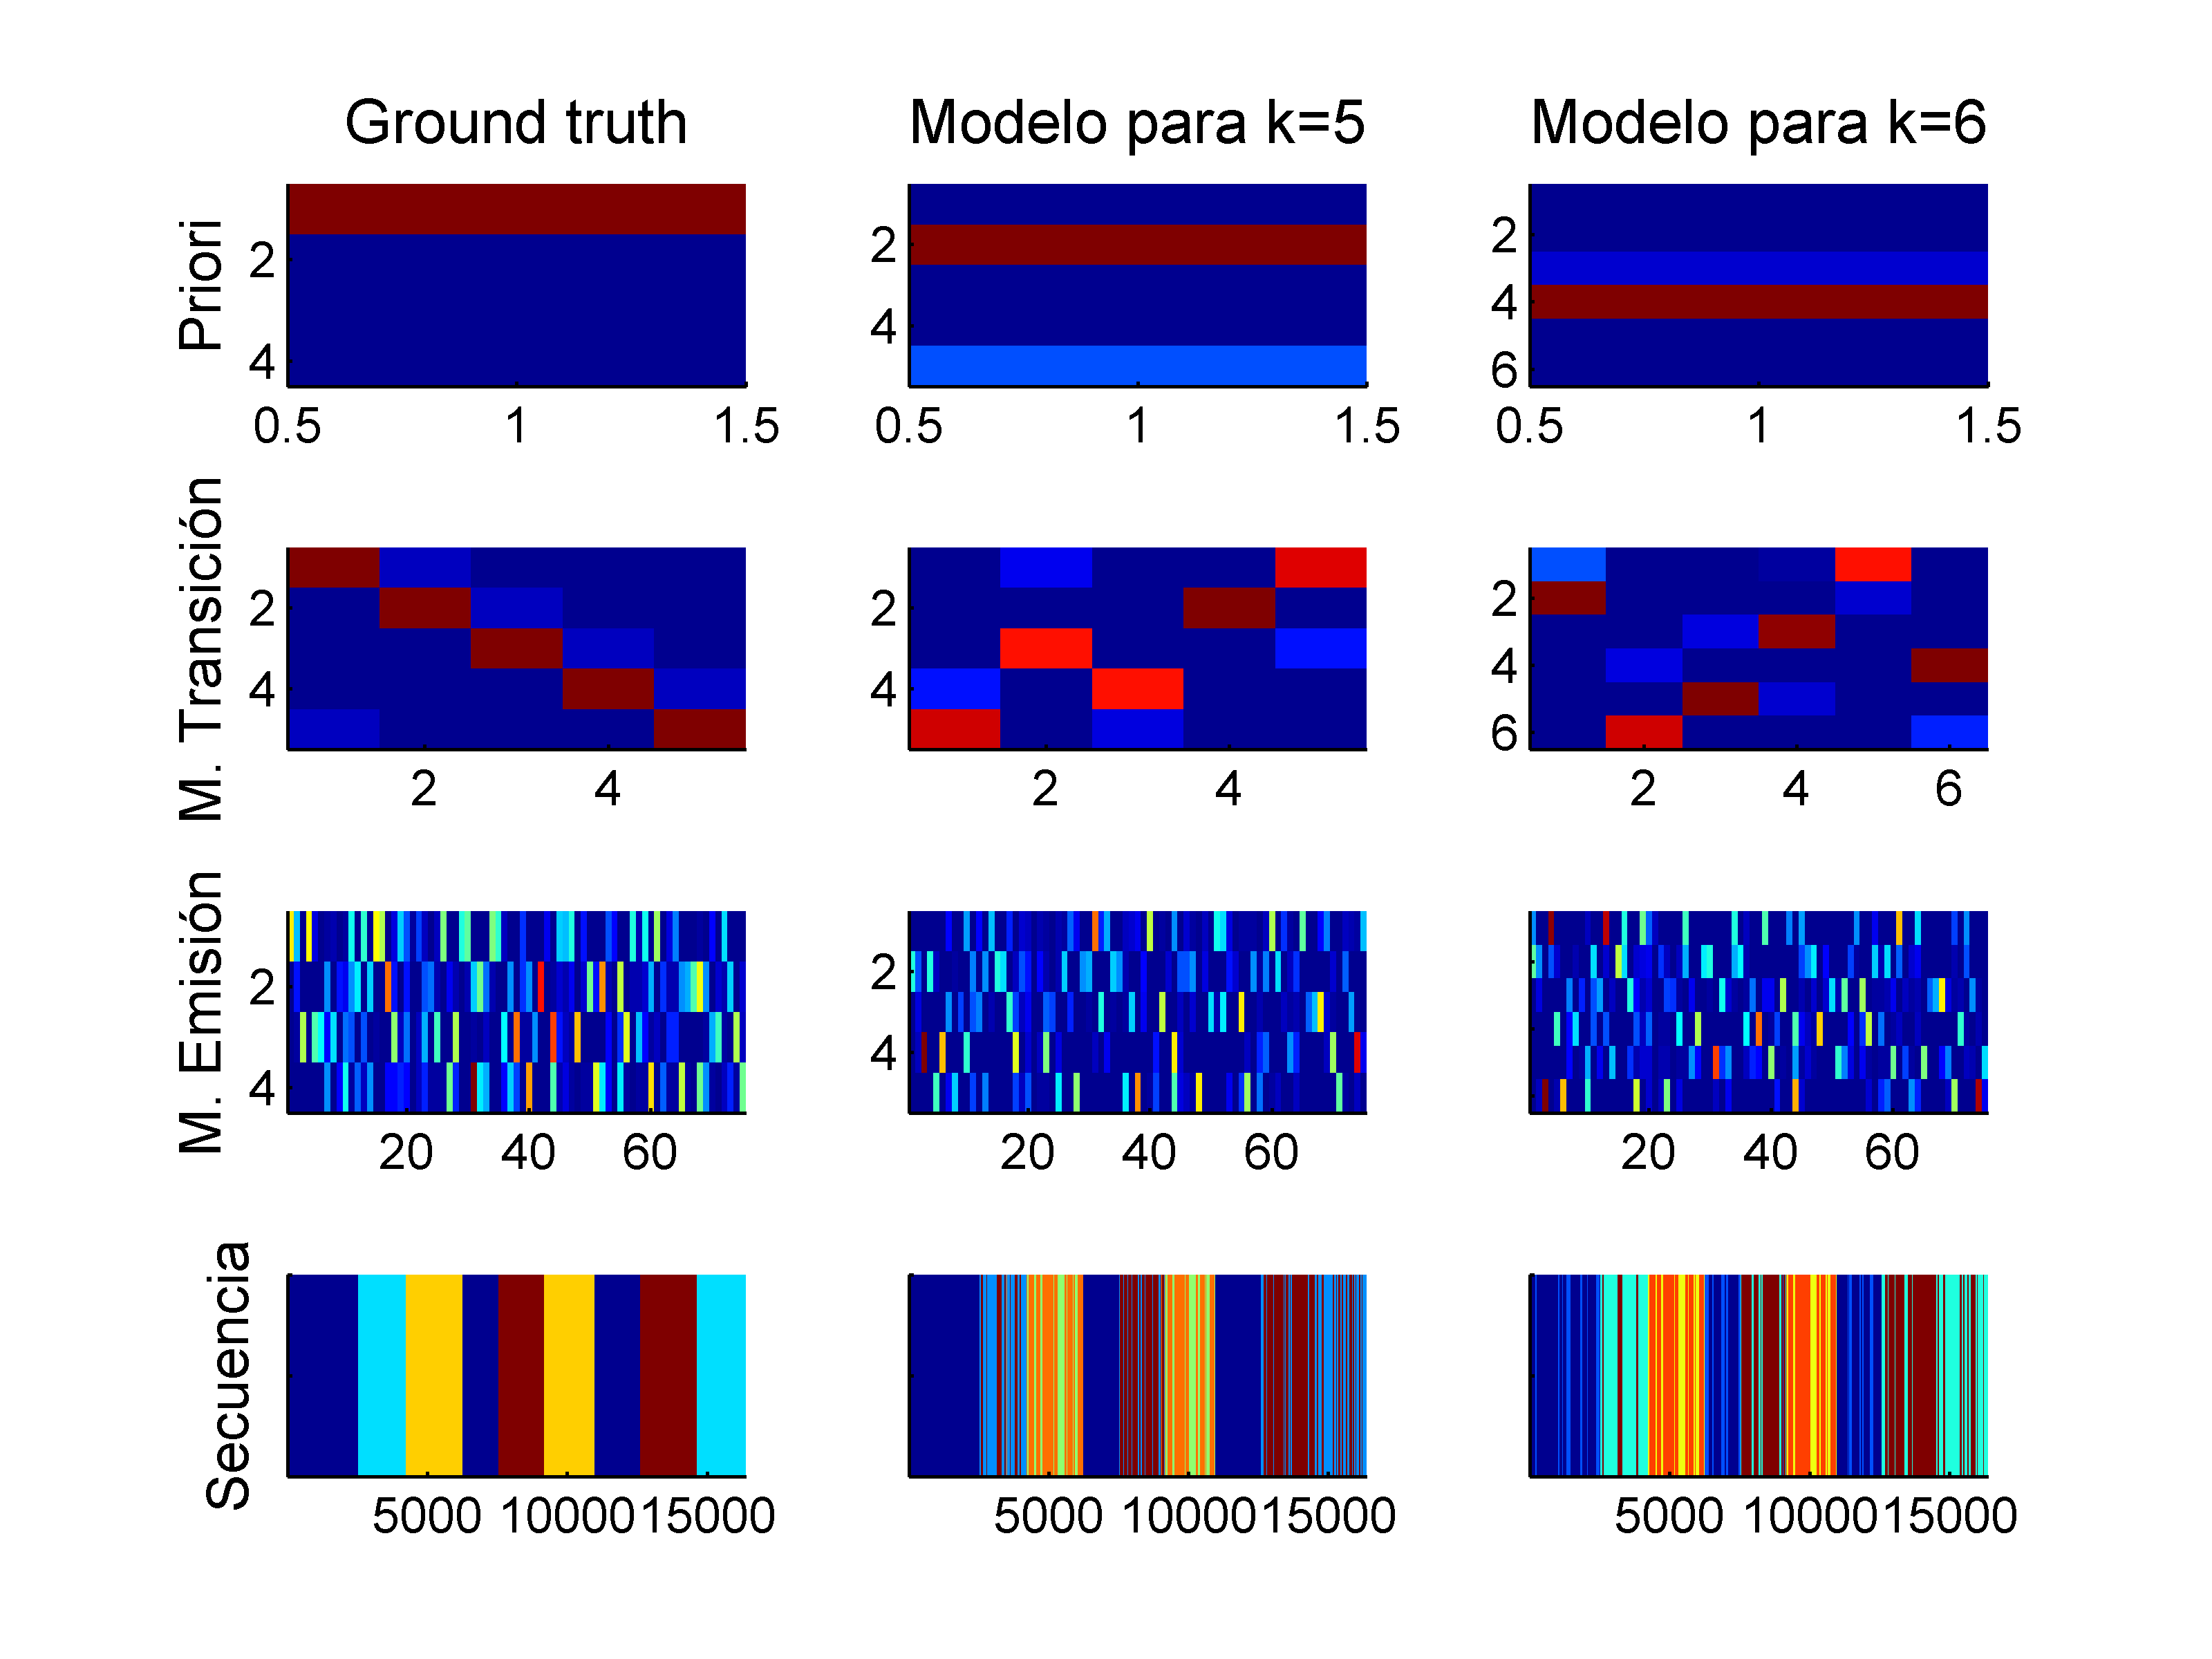 Ground truth Modelo para k=5 Modelo para k=6
Priori
2 2 2
4 4 4
6
0.5 1 1.5 0.5 1 1.5 0.5 1 1.5
M. Transición
2 2 2
4 4 4
6
2 4 2 4 2 4 6
M. Emisión
2 2
4 4
20 40 60 20 40 60 20 40 60
Secuencia
5000 10000 15000 5000 10000 15000 5000 10000 15000